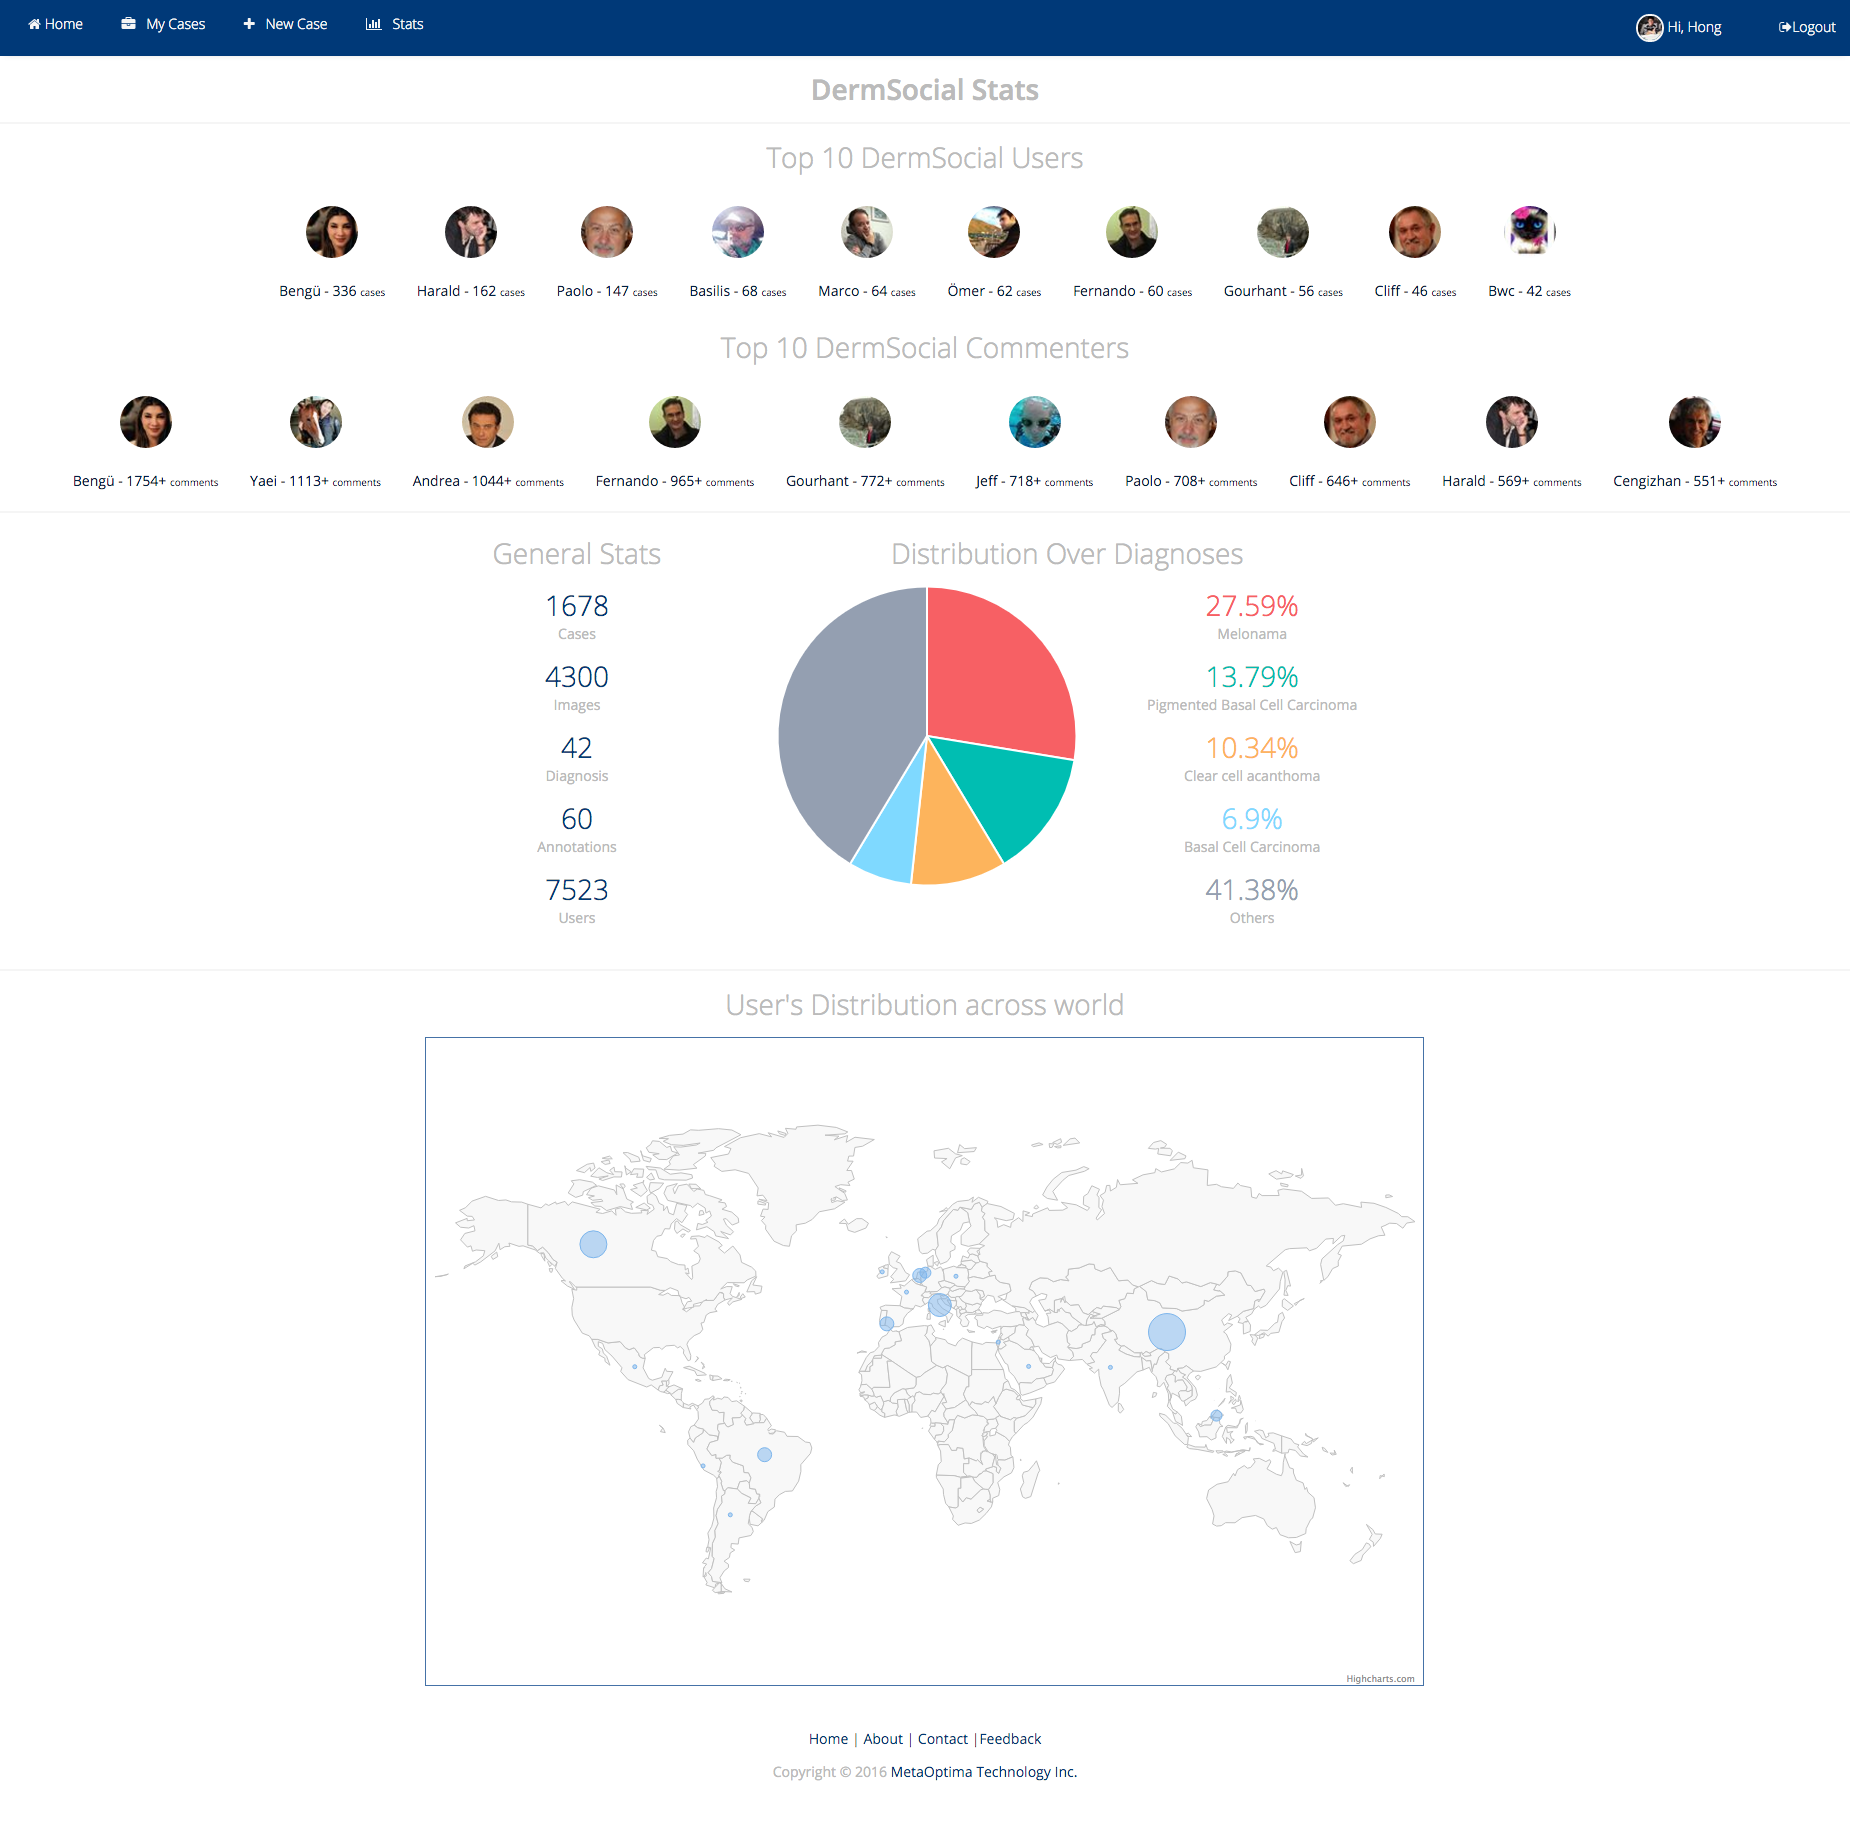 Home My Cases New Case Stats Hi, Hong Logout
DermSocial Stats
Top 10 DermSocial Users
Bengü - 336 cases Harald - 162 cases Paolo - 147 cases Basilis - 68 cases Marco - 64 cases Ömer - 62 cases Fernando - 60 cases Gourhant - 56 cases Cliff - 46 cases Bwc - 42 cases
Top 10 DermSocial Commenters
Bengü - 1754+ comments Yaei - 1113+ comments Andrea - 1044+ comments Fernando - 965+ comments Gourhant - 772+ comments Jeff - 718+ comments Paolo - 708+ comments Cliff - 646+ comments Harald - 569+ comments Cengizhan - 551+ comments
General Stats
1678
Cases
4300
Images
42
Diagnosis
60
Annotations
7523
Users
Distribution Over Diagnoses
27.59%
Melonama
13.79%
Pigmented Basal Cell Carcinoma
10.34%
Clear cell acanthoma
6.9%
Basal Cell Carcinoma
41.38%
Others
User's Distribution across world
Highcharts.com
Home | About | Contact |Feedback
Copyright © 2016 MetaOptima Technology Inc.